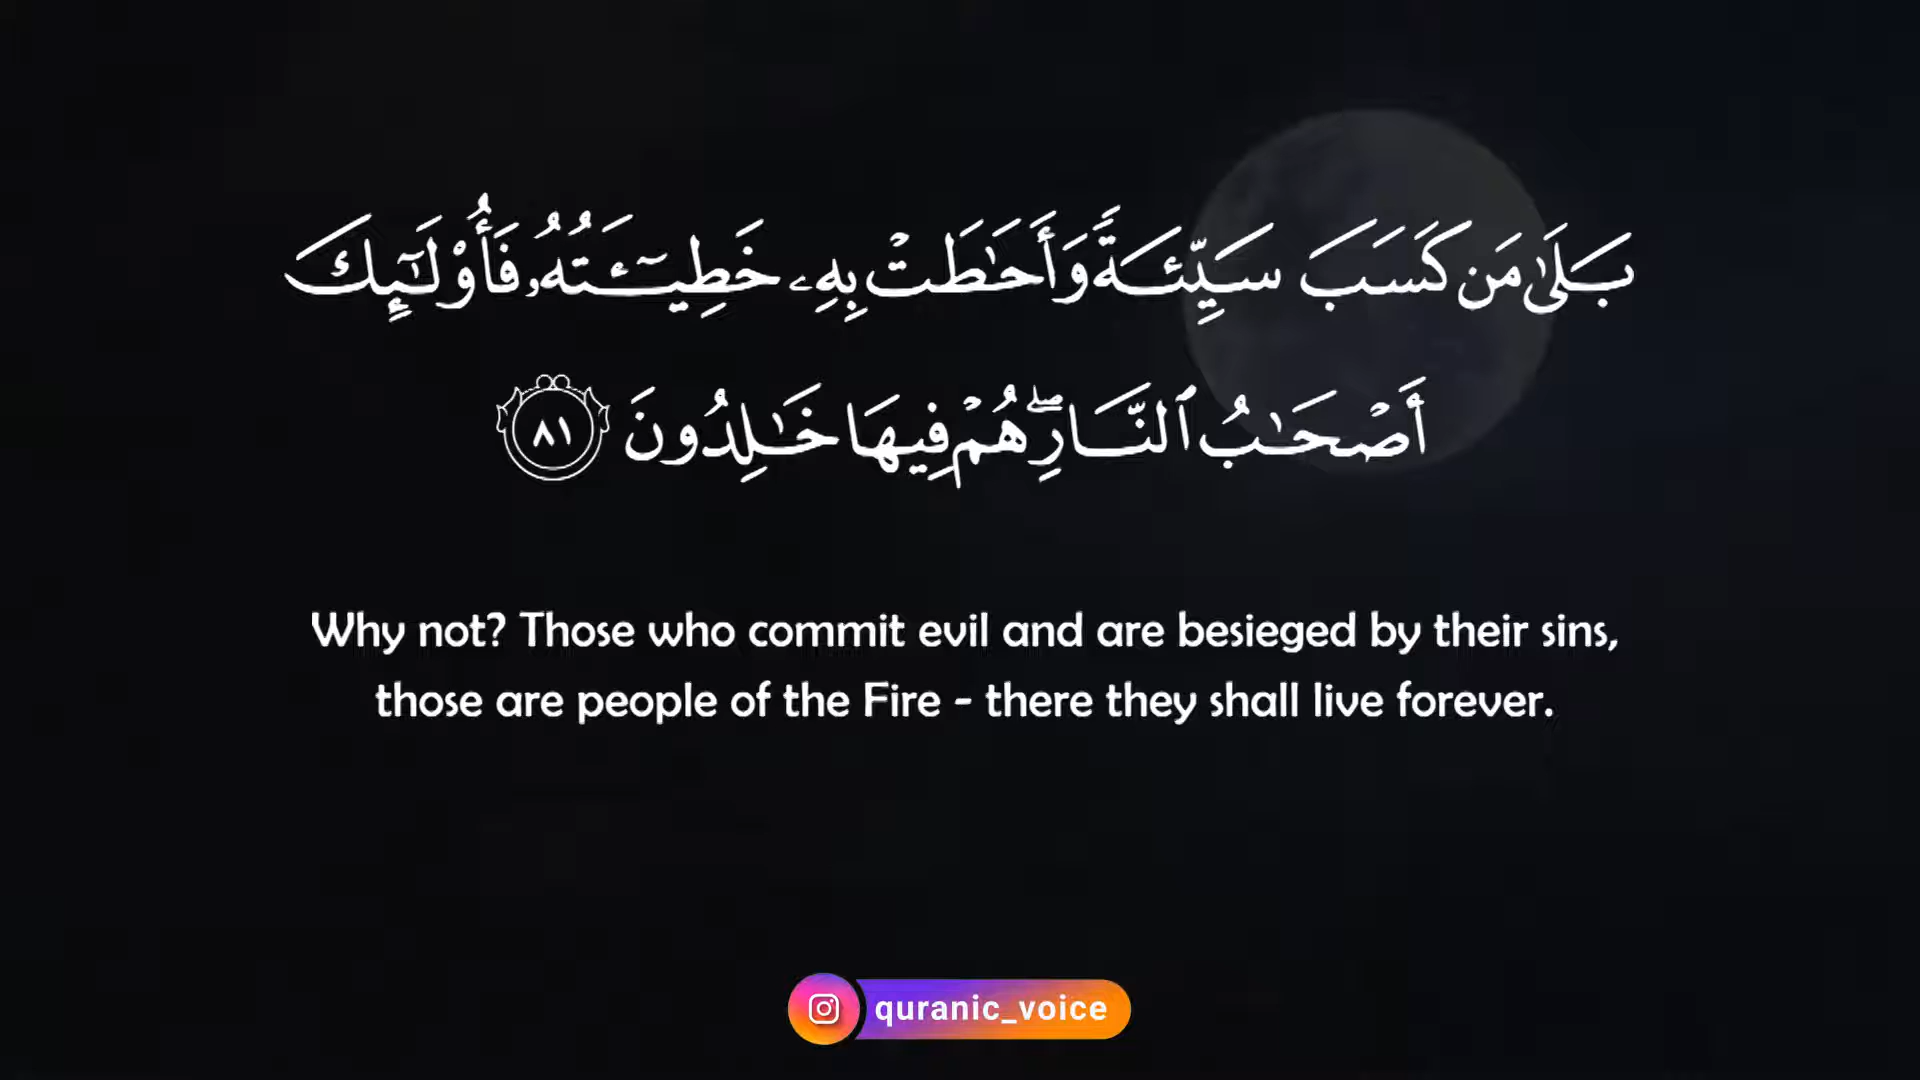 بَلَىٰ مَن كَسَبَ سَيِّئَةً وَأَحَٰطَتْ بِهِۦ خَطِيٓـَٔتُهُۥ فَأُو۟لَٰٓئِكَ
أَصْحَٰبُ ٱلنَّارِ ۖ هُمْ فِيهَا خَٰلِدُونَ ٨١
Why not? Those who commit evil and are besieged by their sins,
those are people of the Fire - there they shall live forever.
quranic_voice